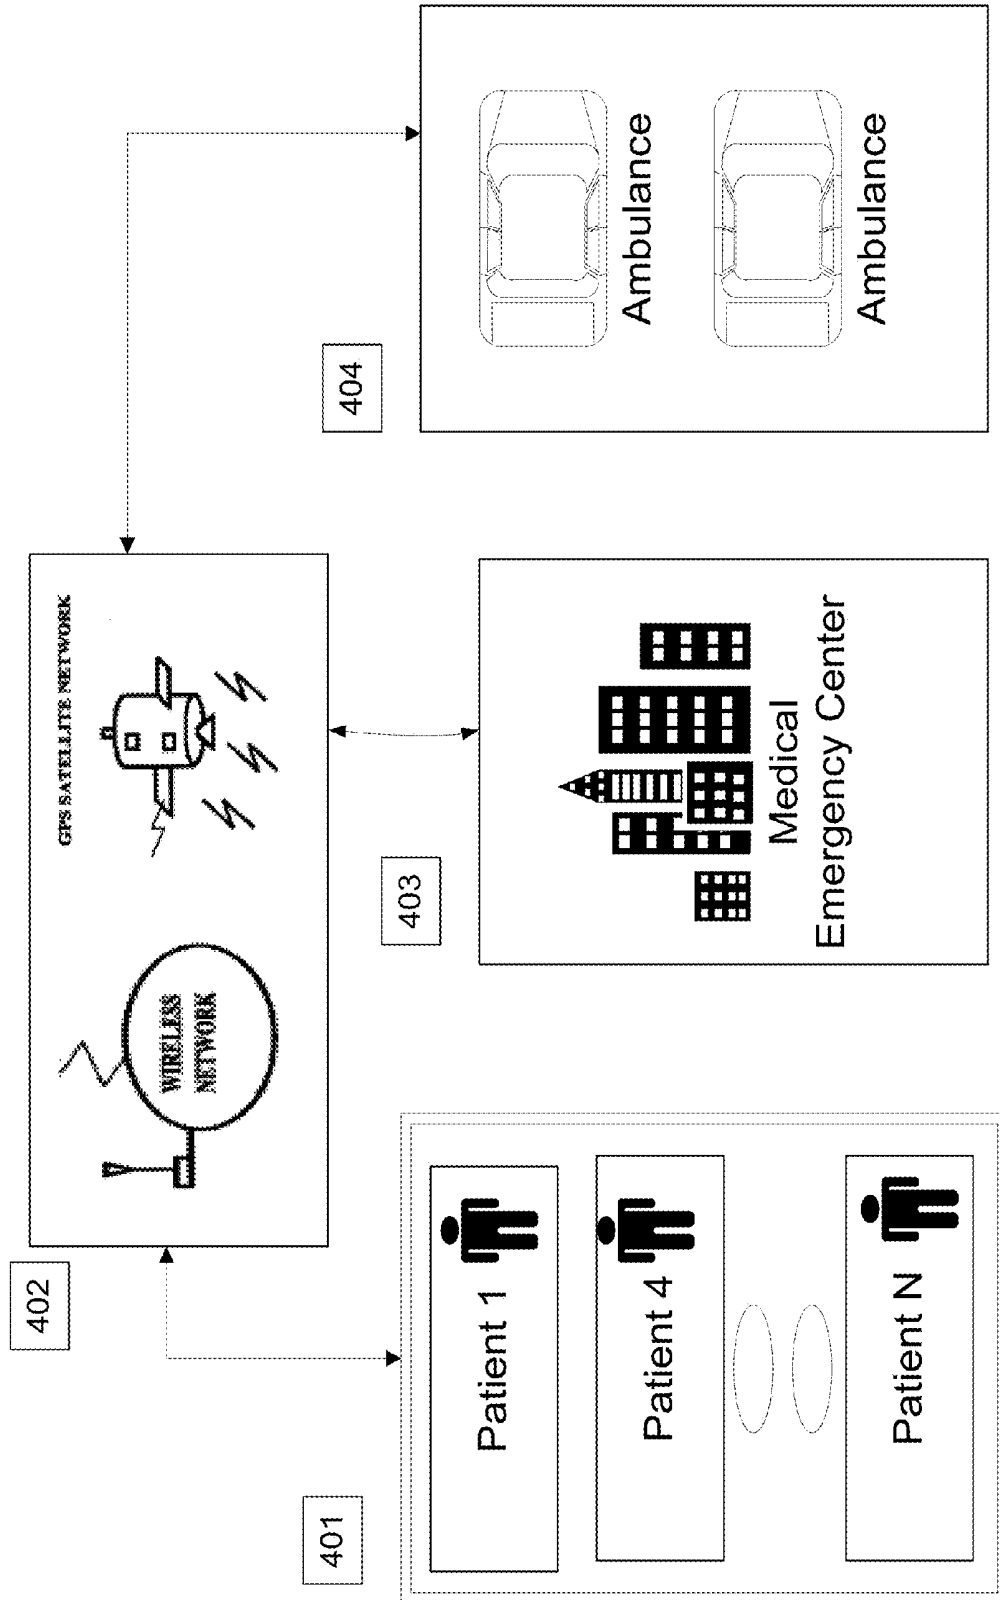 402
WIRELESS
NETWORK
GPS SATELLITE NETWORK
401
Patient 1
Patient 4
Patient N
403
Medical
Emergency Center
404
Ambulance
Ambulance